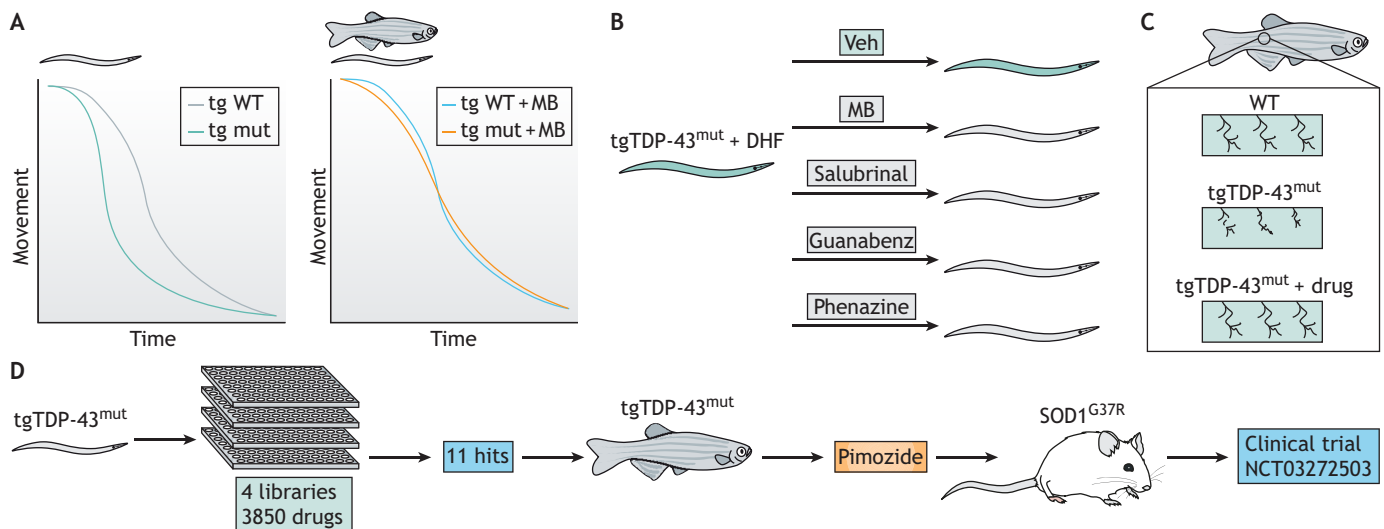 A
Movement
Time
tg WT
tg mut
Movement
Time
tg WT + MB
tg mut + MB
B
tgTDP-43mut + DHF
Veh
MB
Salubrinal
Guanabenz
Phenazine
C
WT
tgTDP-43mut
tgTDP-43mut + drug
D
tgTDP-43mut
4 libraries
3850 drugs
11 hits
tgTDP-43mut
Pimozide
SOD1G37R
Clinical trial
NCT03272503